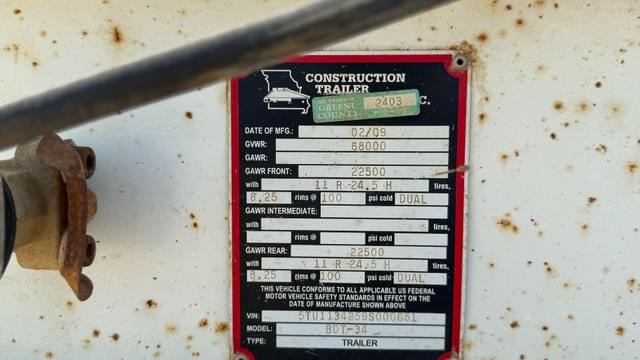 CONSTRUCTION
TRAILER
C.
GREENE COUNTY 2403
DATE OF MFG.: 02/09
GVWR: 68000
GAWR:
GAWR FRONT: 22500
with 11 R 24.5 H tires,
8.25 rims @ 100 psi cold DUAL
GAWR INTERMEDIATE:
with tires,
rims @ psi cold
GAWR REAR: 22500
with 11 R 24.5 H tires,
8.25 rims @ 100 psi cold DUAL
THIS VEHICLE CONFORMS TO ALL APPLICABLE US FEDERAL
MOTOR VEHICLE SAFETY STANDARDS IN EFFECT ON THE
DATE OF MANUFACTURE SHOWN ABOVE
VIN:
MODEL: BDT-34
TYPE: TRAILER